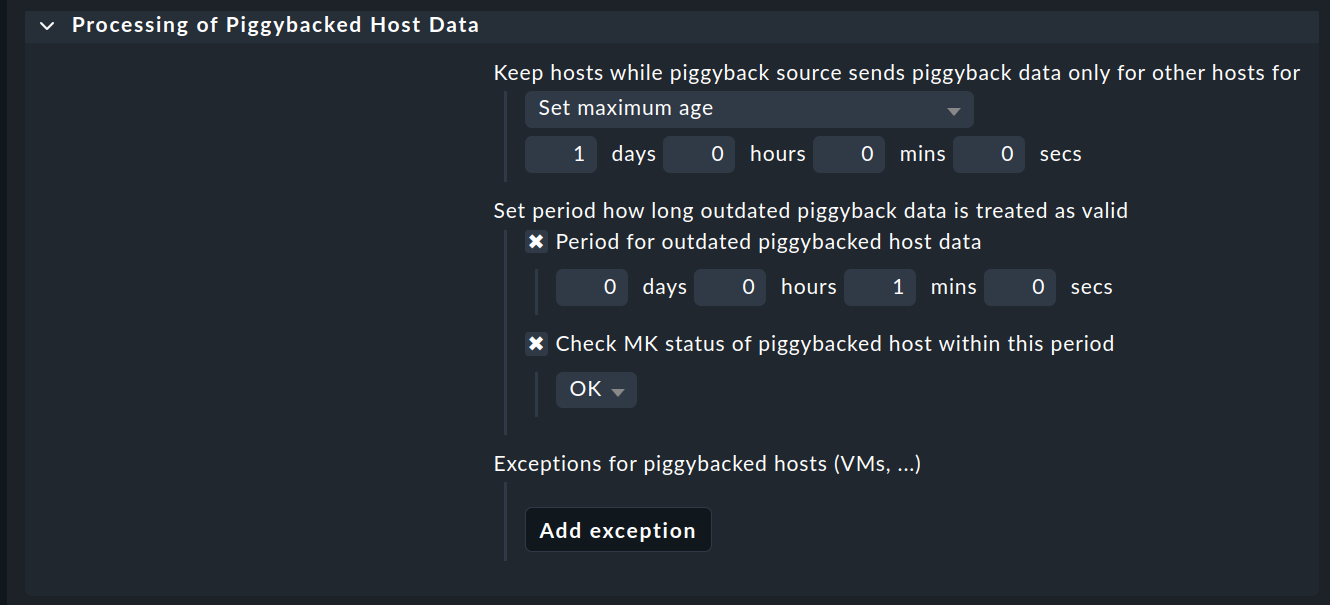 Processing of Piggybacked Host Data
Keep hosts while piggyback source sends piggyback data only for other hosts for
Set maximum age
1 days 0 hours 0 mins 0 secs
Set period how long outdated piggyback data is treated as valid
Period for outdated piggybacked host data
0 days 0 hours 1 mins 0 secs
Check MK status of piggybacked host within this period
OK
Exceptions for piggybacked hosts (VMs, ...)
Add exception